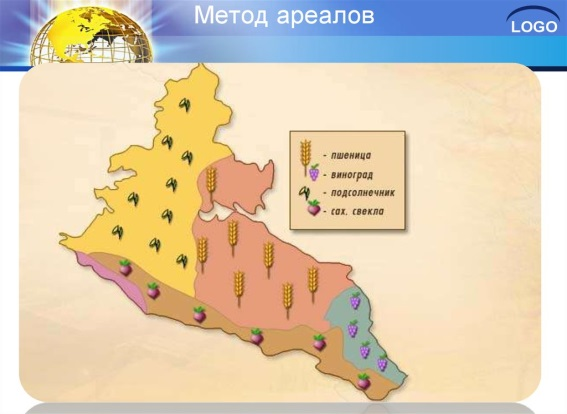 Метод ареалов
LOGO
- пшеница
- виноград
- подсолнечник
- сах. свекла